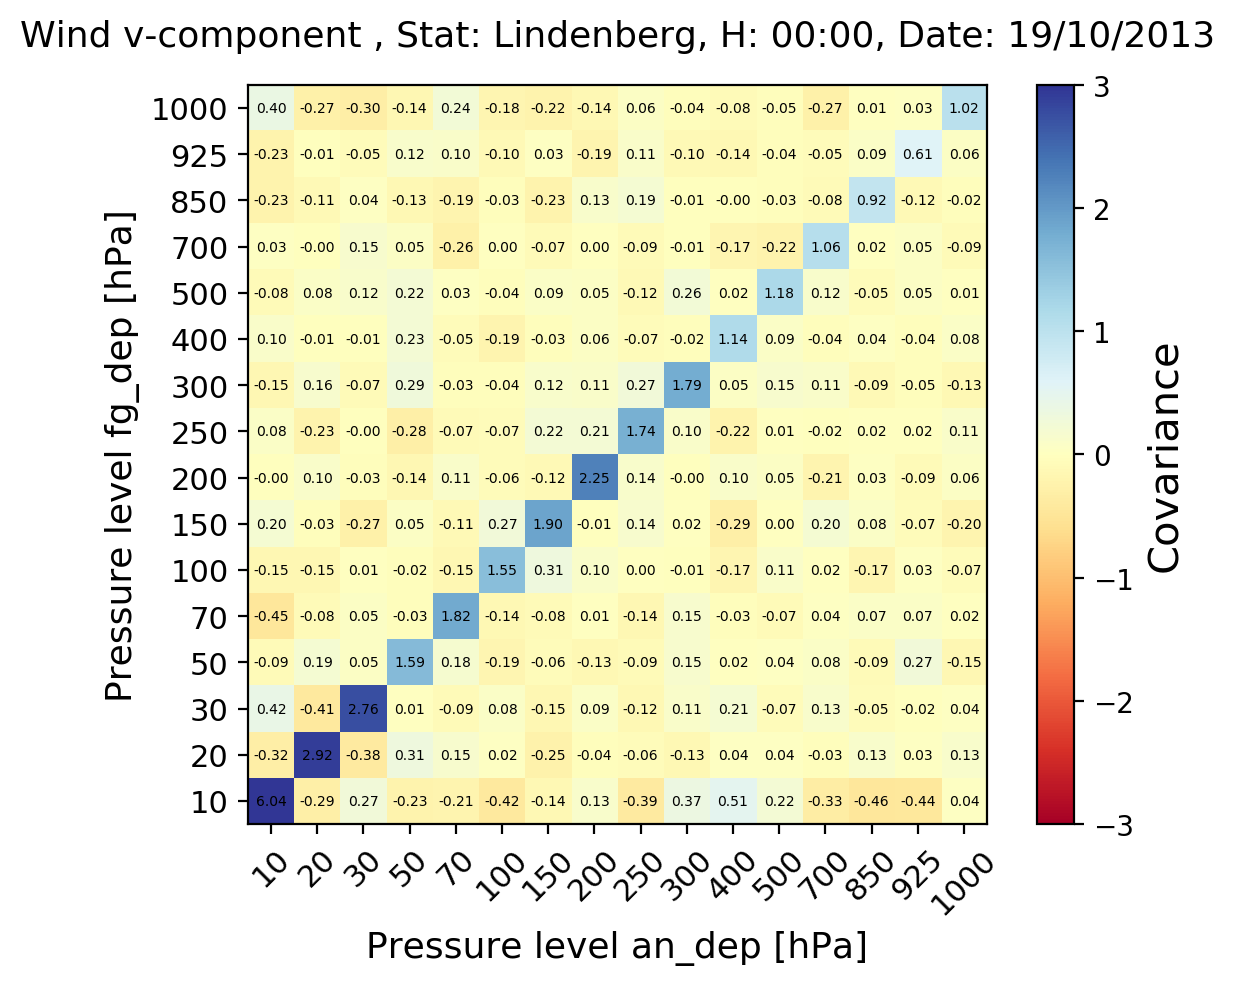 Wind v-component , Stat: Lindenberg, H: 00:00, Date: 19/10/2013
1000 0.40 -0.27 -0.30 -0.14 0.24 -0.18 -0.22 -0.14 0.06 -0.04 -0.08 -0.05 -0.27 0.01 0.03 1.02
925 -0.23 -0.01 -0.05 0.12 0.10 -0.10 0.03 -0.19 0.11 -0.10 -0.14 -0.04 -0.05 0.09 0.61 0.06
850 -0.23 -0.11 0.04 -0.13 -0.19 -0.03 -0.23 0.13 0.19 -0.01 -0.00 -0.03 -0.08 0.92 -0.12 -0.02
700 0.03 -0.00 0.15 0.05 -0.26 0.00 -0.07 0.00 -0.09 -0.01 -0.17 -0.22 1.06 0.02 0.05 -0.09
500 -0.08 0.08 0.12 0.22 0.03 -0.04 0.09 0.05 -0.12 0.26 0.02 1.18 0.12 -0.05 0.05 0.01
400 0.10 -0.01 -0.01 0.23 -0.05 -0.19 -0.03 0.06 -0.07 -0.02 1.14 0.09 -0.04 0.04 -0.04 0.08
300 -0.15 0.16 -0.07 0.29 -0.03 -0.04 0.12 0.11 0.27 1.79 0.05 0.15 0.11 -0.09 -0.05 -0.13
250 0.08 -0.23 -0.00 -0.28 -0.07 -0.07 0.22 0.21 1.74 0.10 -0.22 0.01 -0.02 0.02 0.02 0.11
200 -0.00 0.10 -0.03 -0.14 0.11 -0.06 -0.12 2.25 0.14 -0.00 0.10 0.05 -0.21 0.03 -0.09 0.06
150 0.20 -0.03 -0.27 0.05 -0.11 0.27 1.90 -0.01 0.14 0.02 -0.29 0.00 0.20 0.08 -0.07 -0.20
100 -0.15 -0.15 0.01 -0.02 -0.15 1.55 0.31 0.10 0.00 -0.01 -0.17 0.11 0.02 -0.17 0.03 -0.07
70 -0.45 -0.08 0.05 -0.03 1.82 -0.14 -0.08 0.01 -0.14 0.15 -0.03 -0.07 0.04 0.07 0.07 0.02
50 -0.09 0.19 0.05 1.59 0.18 -0.19 -0.06 -0.13 -0.09 0.15 0.02 0.04 0.08 -0.09 0.27 -0.15
30 0.42 -0.41 2.76 0.01 -0.09 0.08 -0.15 0.09 -0.12 0.11 0.21 -0.07 0.13 -0.05 -0.02 0.04
20 -0.32 2.92 -0.38 0.31 0.15 0.02 -0.25 -0.04 -0.06 -0.13 0.04 0.04 -0.03 0.13 0.03 0.13
10 6.04 -0.29 0.27 -0.23 -0.21 -0.42 -0.14 0.13 -0.39 0.37 0.51 0.22 -0.33 -0.46 -0.44 0.04
10 20 30 50 70 100 150 200 250 300 400 500 700 850 925 1000
Pressure level an_dep [hPa]
Pressure level fg_dep [hPa]
3
2
1
0
−1
−2
−3
Covariance